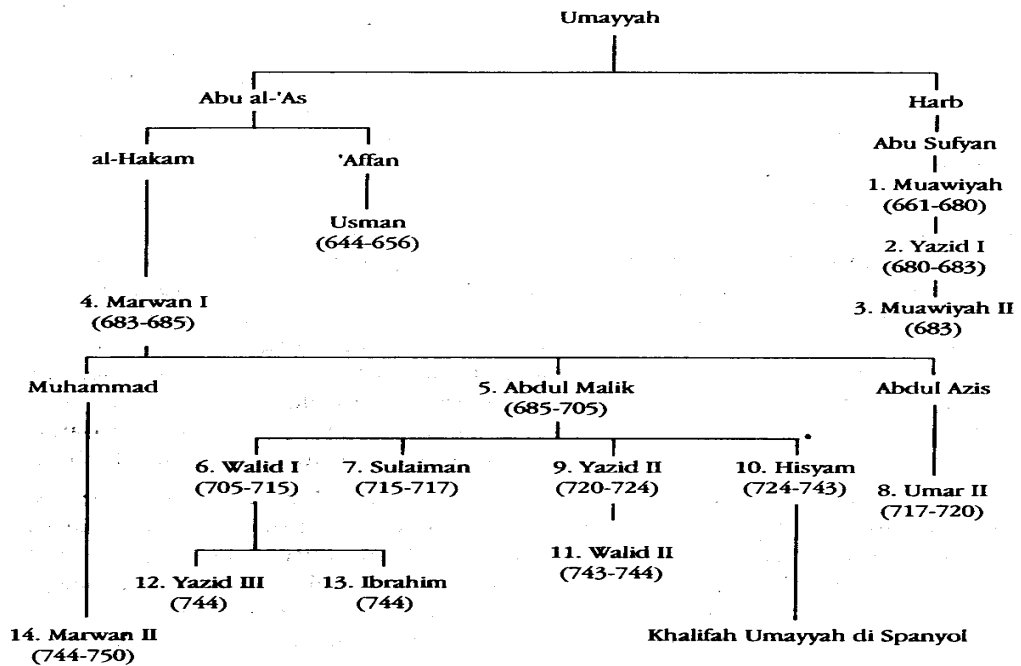 Umayyah
Abu al-'As
Harb
al-Hakam
'Affan
Abu Sufyan
Usman
(644-656)
1. Muawiyah
(661-680)
2. Yazid I
(680-683)
4. Marwan I
(683-685)
3. Muawiyah II
(683)
Muhammad
5. Abdul Malik
(685-705)
Abdul Azis
6. Walid I
(705-715)
7. Sulaiman
(715-717)
9. Yazid II
(720-724)
10. Hisyam
(724-743)
8. Umar II
(717-720)
11. Walid II
(743-744)
12. Yazid III
(744)
13. Ibrahim
(744)
14. Marwan II
(744-750)
Khalifah Umayyah di Spanyol